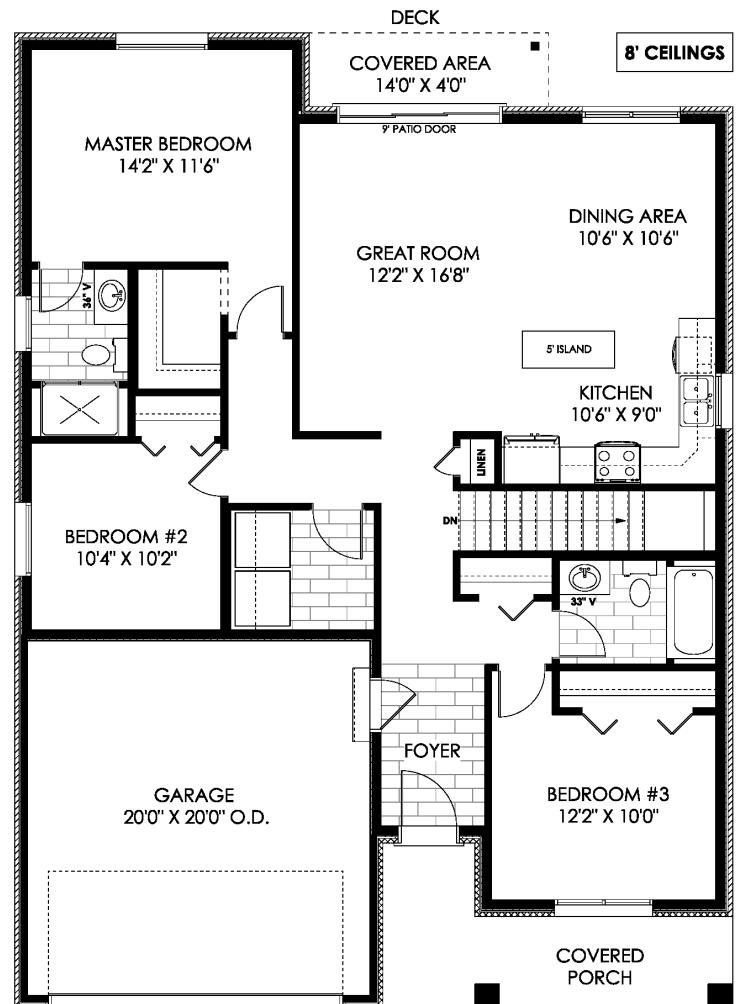 DECK
8' CEILINGS
COVERED AREA
14'0" X 4'0"
9' PATIO DOOR
MASTER BEDROOM
14'2" X 11'6"
DINING AREA
10'6" X 10'6"
GREAT ROOM
12'2" X 16'8"
36" V
5' ISLAND
KITCHEN
10'6" X 9'0"
LINEN
DN
BEDROOM #2
10'4" X 10'2"
33" V
FOYER
GARAGE
20'0" X 20'0" O.D.
BEDROOM #3
12'2" X 10'0"
COVERED
PORCH